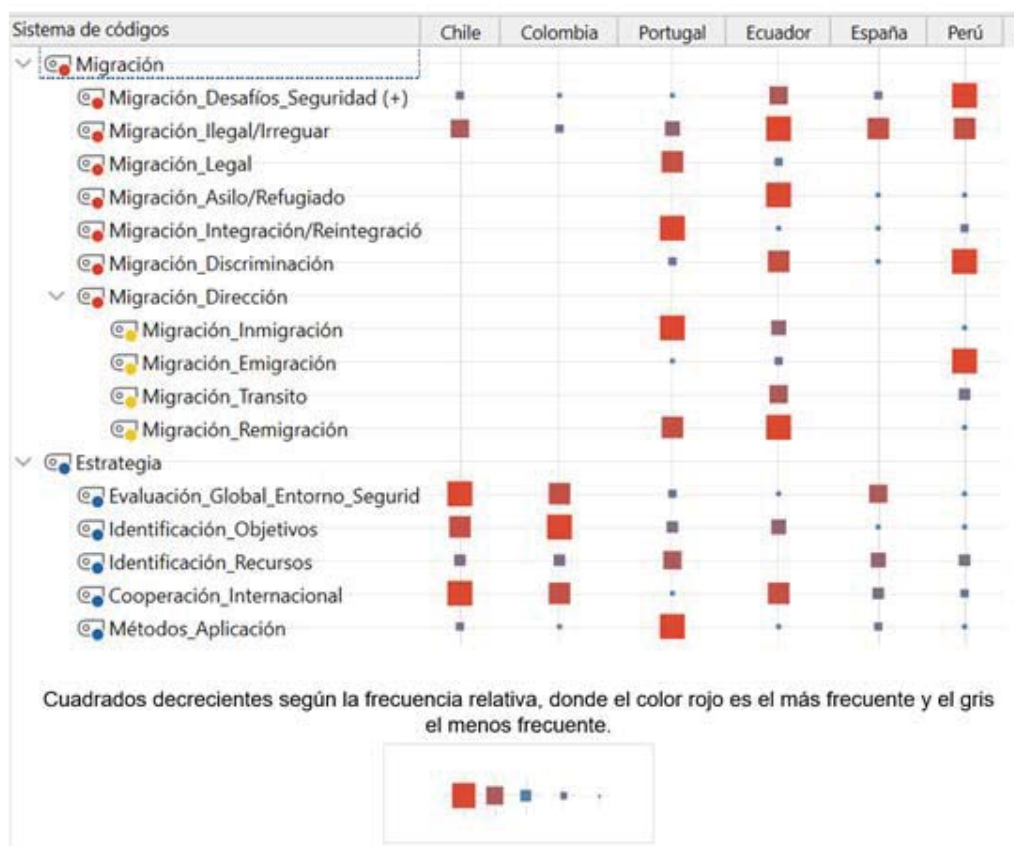 Sistema de códigos Chile Colombia Portugal Ecuador España Perú
Migración
Migración_Desafíos_Seguridad (+)
Migración_Ilegal/Irreguar
Migración_Legal
Migración_Asilo/Refugiado
Migración_Integración/Reintegració
Migración_Discriminación
Migración_Dirección
Migración_Inmigración
Migración_Emigración
Migración_Transito
Migración_Remigración
Estrategia
Evaluación_Global_Entorno_Segurid
Identificación_Objetivos
Identificación_Recursos
Cooperación_Internacional
Métodos_Aplicación
Cuadrados decrecientes según la frecuencia relativa, donde el color rojo es el más frecuente y el gris
el menos frecuente.